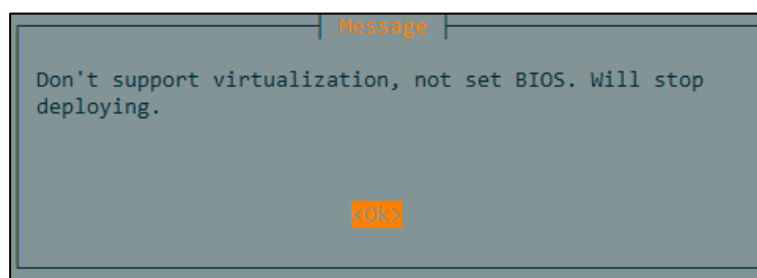 Message
Don't support virtualization, not set BIOS. Will stop
deploying.
<Ok>